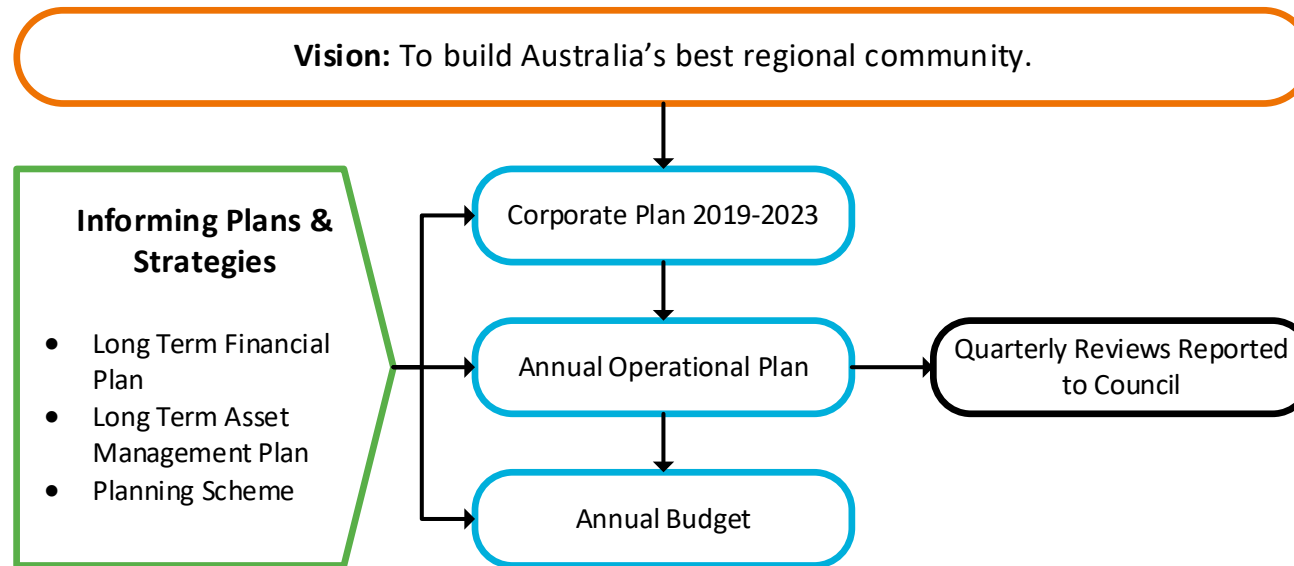 Vision: To build Australia’s best regional community.
Informing Plans &
Strategies
● Long Term Financial
Plan
● Long Term Asset
Management Plan
● Planning Scheme
Corporate Plan 2019-2023
Annual Operational Plan
Quarterly Reviews Reported
to Council
Annual Budget